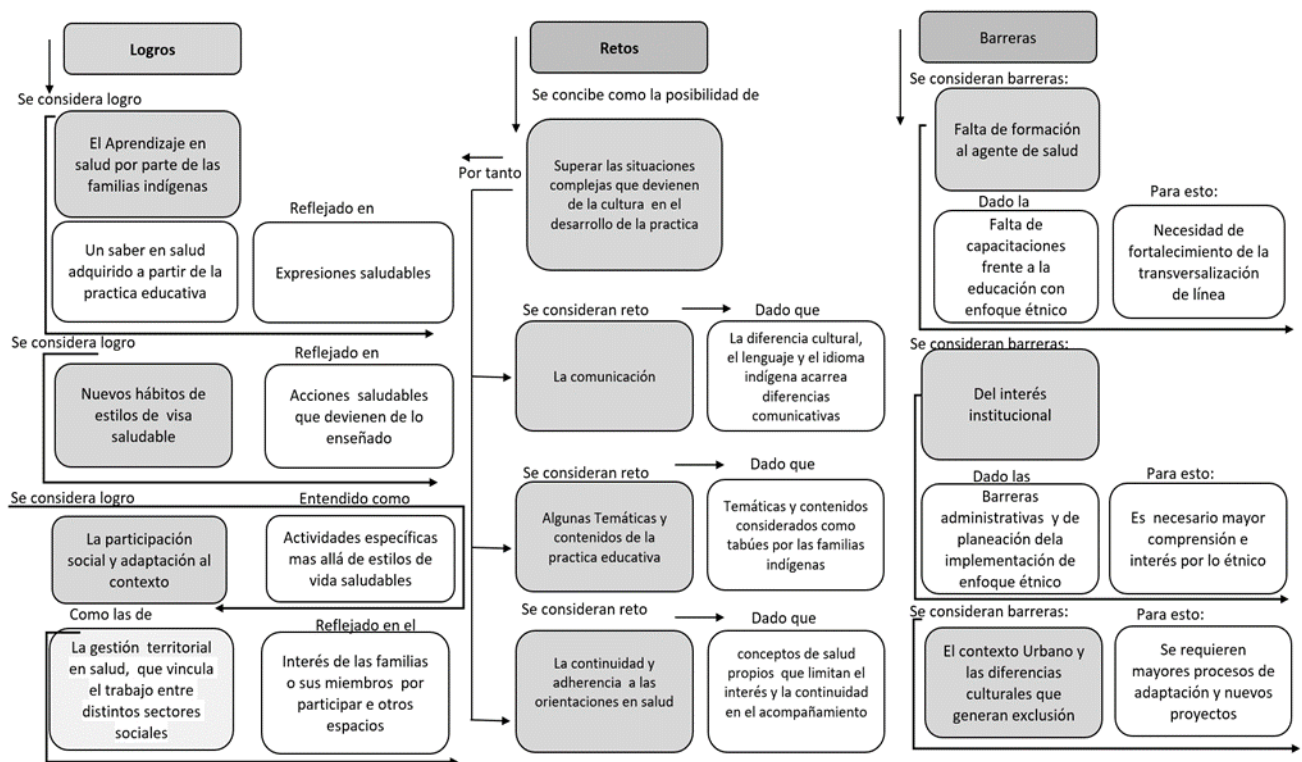 Logros
Se considera logro
El Aprendizaje en
salud por parte de las
familias indígenas
Un saber en salud
adquirido a partir de la
practica educativa
Reflejado en
Expresiones saludables
Se considera logro
Nuevos hábitos de
estilos de visa
saludable
Reflejado en
Acciones saludables
que devienen de lo
enseñado
Se considera logro
La participación
social y adaptación al
contexto
Entendido como
Actividades específicas
mas allá de estilos de
vida saludables
Como las de
La gestión territorial
en salud, que vincula
el trabajo entre
distintos sectores
sociales
Reflejado en el
Interés de las familias
o sus miembros por
participar e otros
espacios
Retos
Se concibe como la posibilidad de
Superar las situaciones
complejas que devienen
de la cultura en el
desarrollo de la practica
Por tanto
Se consideran reto
La comunicación
Dado que
La diferencia cultural,
el lenguaje y el idioma
indígena acarrea
diferencias
comunicativas
Se consideran reto
Algunas Temáticas y
contenidos de la
practica educativa
Dado que
Temáticas y contenidos
considerados como
tabúes por las familias
indígenas
Se consideran reto
La continuidad y
adherencia a las
orientaciones en salud
Dado que
conceptos de salud
propios que limitan el
interés y la continuidad
en el acompañamiento
Barreras
Se consideran barreras:
Falta de formación
al agente de salud
Dado la
Falta de
capacitaciones
frente a la
educación con
enfoque étnico
Para esto:
Necesidad de
fortalecimiento de la
transversalización
de línea
Se consideran barreras:
Del interés
institucional
Dado las
Barreras
administrativas y de
planeación dela
implementación de
enfoque étnico
Para esto:
Es necesario mayor
comprensión e
interés por lo étnico
Se consideran barreras:
El contexto Urbano y
las diferencias
culturales que
generan exclusión
Para esto:
Se requieren
mayores procesos de
adaptación y nuevos
proyectos